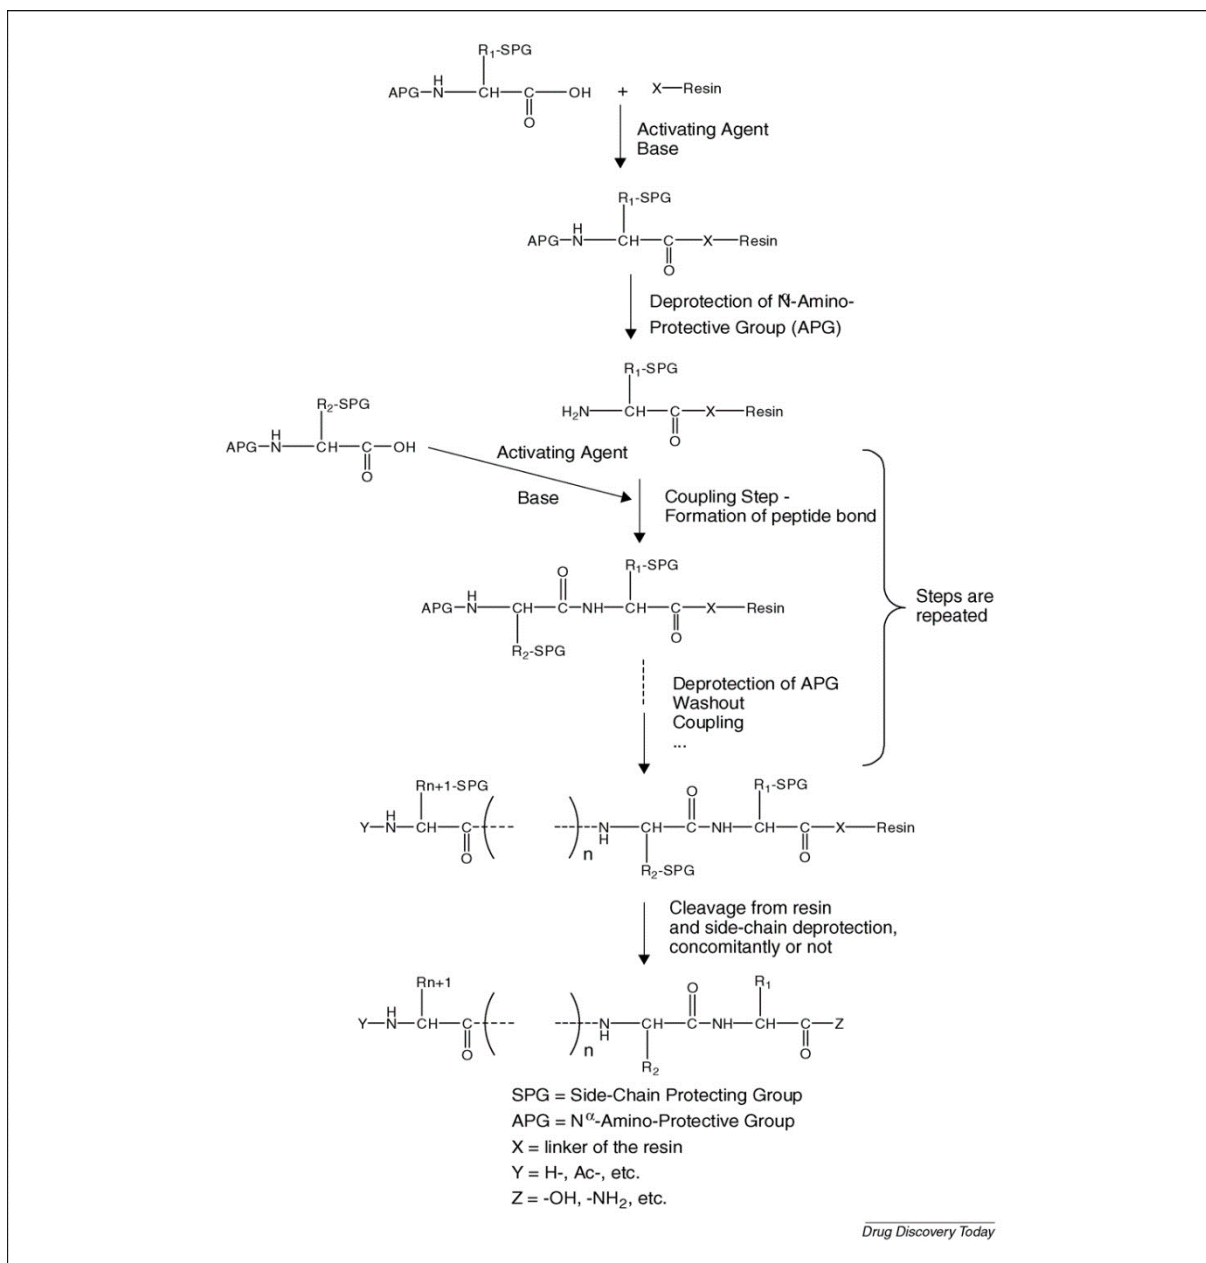 R1-SPG
APG—N
H
CH
C
OH
O
+
X—Resin
Activating Agent
Base
R1-SPG
APG—N
H
CH
C
X
Resin
O
Deprotection of Nα-Amino-
Protective Group (APG)
R1-SPG
H2N
CH
C
X
Resin
O
R2-SPG
APG—N
H
CH
C
OH
O
Activating Agent
Base
Coupling Step -
Formation of peptide bond
Steps are
repeated
O
R1-SPG
APG—N
H
CH
C
NH
CH
C
X
Resin
R2-SPG
O
Deprotection of APG
Washout
Coupling
...
Rn+1-SPG
O
R1-SPG
Y—N
H
CH
C
O
n
N
H
CH
C
NH
CH
C
X
Resin
R2-SPG
O
Cleavage from resin
and side-chain deprotection,
concomitantly or not
Rn+1
O
R1
Y—N
H
CH
C
O
n
N
H
CH
C
NH
CH
C
Z
R2
O
SPG = Side-Chain Protecting Group
APG = Nα-Amino-Protective Group
X = linker of the resin
Y = H-, Ac-, etc.
Z = -OH, -NH2, etc.
Drug Discovery Today